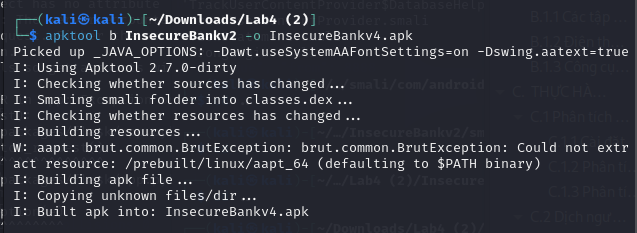 ┌──(kali㉿kali)-[~/Downloads/Lab4 (2)]
└─$ apktool b InsecureBankv2 -o InsecureBankv4.apk
Picked up _JAVA_OPTIONS: -Dawt.useSystemAAFontSettings=on -Dswing.aatext=true
I: Using Apktool 2.7.0-dirty
I: Checking whether sources has changed...
I: Smaling smali folder into classes.dex...
I: Checking whether resources has changed...
I: Building resources...
W: aapt: brut.common.BrutException: brut.common.BrutException: Could not extr
act resource: /prebuilt/linux/aapt_64 (defaulting to $PATH binary)
I: Building apk file...
I: Copying unknown files/dir...
I: Built apk into: InsecureBankv4.apk